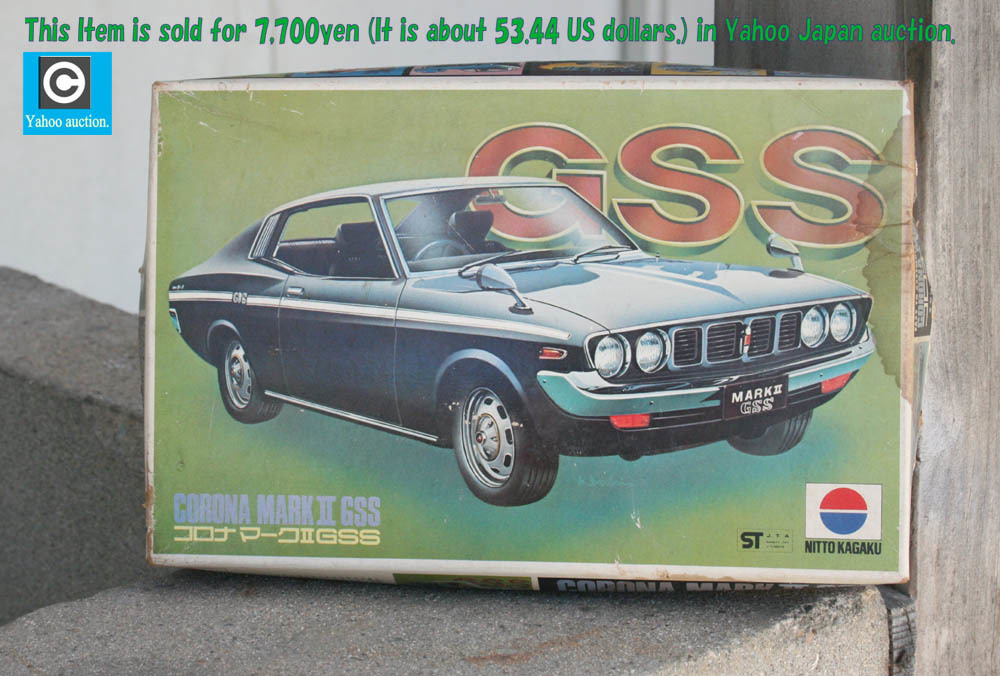 This Item is sold for 7,700yen (It is about 53.44 US dollars.) in Yahoo Japan auction.
C
Yahoo auction.
GSS
GSS
MARK II
GSS
CORONA MARK II GSS
コロナ マークII GSS
ST
J.T.A
NITTO KAGAKU
CORONA MARK